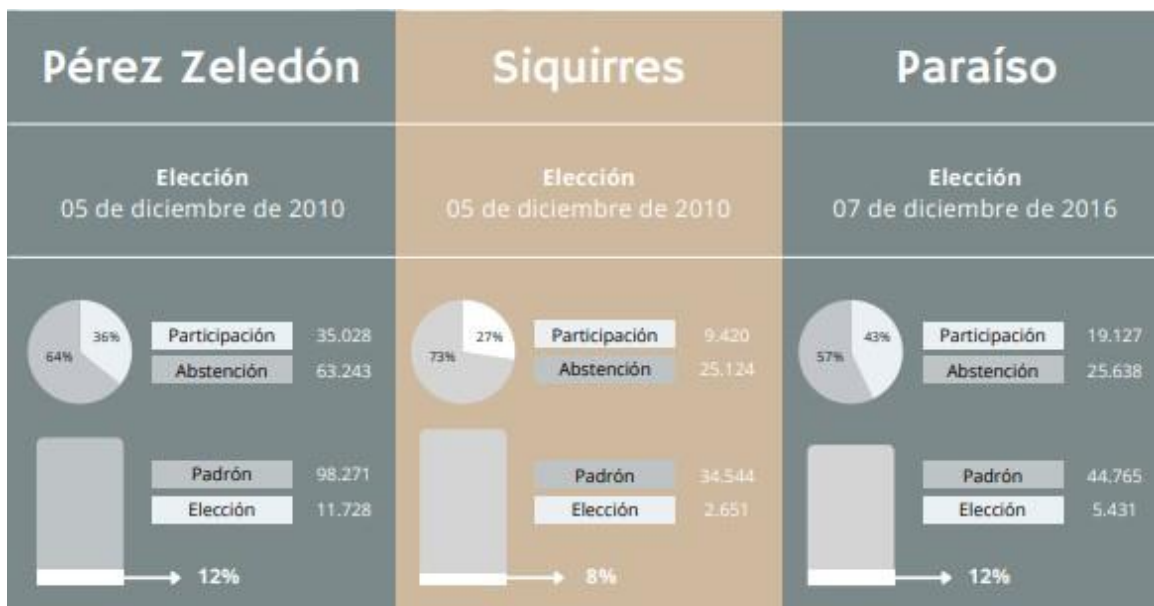 Pérez Zeledón
Elección
05 de diciembre de 2010
36%
64%
Participación 35.028
Abstención 63.243
Padrón 98.271
Elección 11.728
12%
Siquirres
Elección
05 de diciembre de 2010
27%
73%
Participación 9.420
Abstención 25.124
Padrón 34.544
Elección 2.651
8%
Paraíso
Elección
07 de diciembre de 2016
43%
57%
Participación 19.127
Abstención 25.638
Padrón 44.765
Elección 5.431
12%